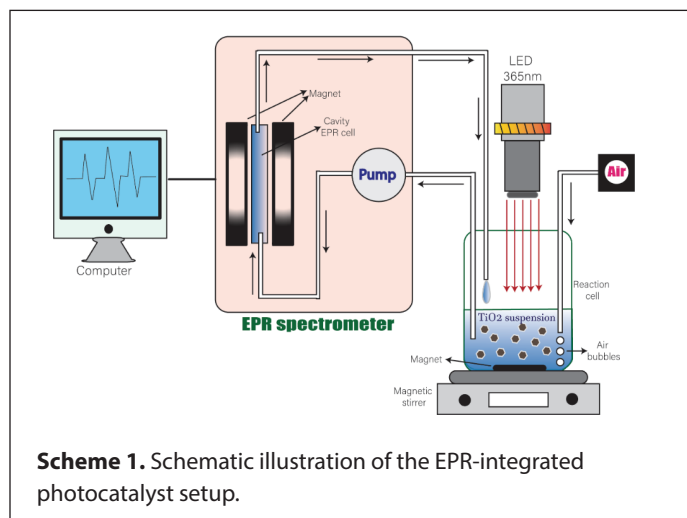 LED
365nm
Magnet
Cavity
EPR cell
Pump
Air
Computer
Reaction
cell
TiO2 suspension
EPR spectrometer
Air
bubbles
Magnet
Magnetic
stirrer
Scheme 1. Schematic illustration of the EPR-integrated
photocatalyst setup.